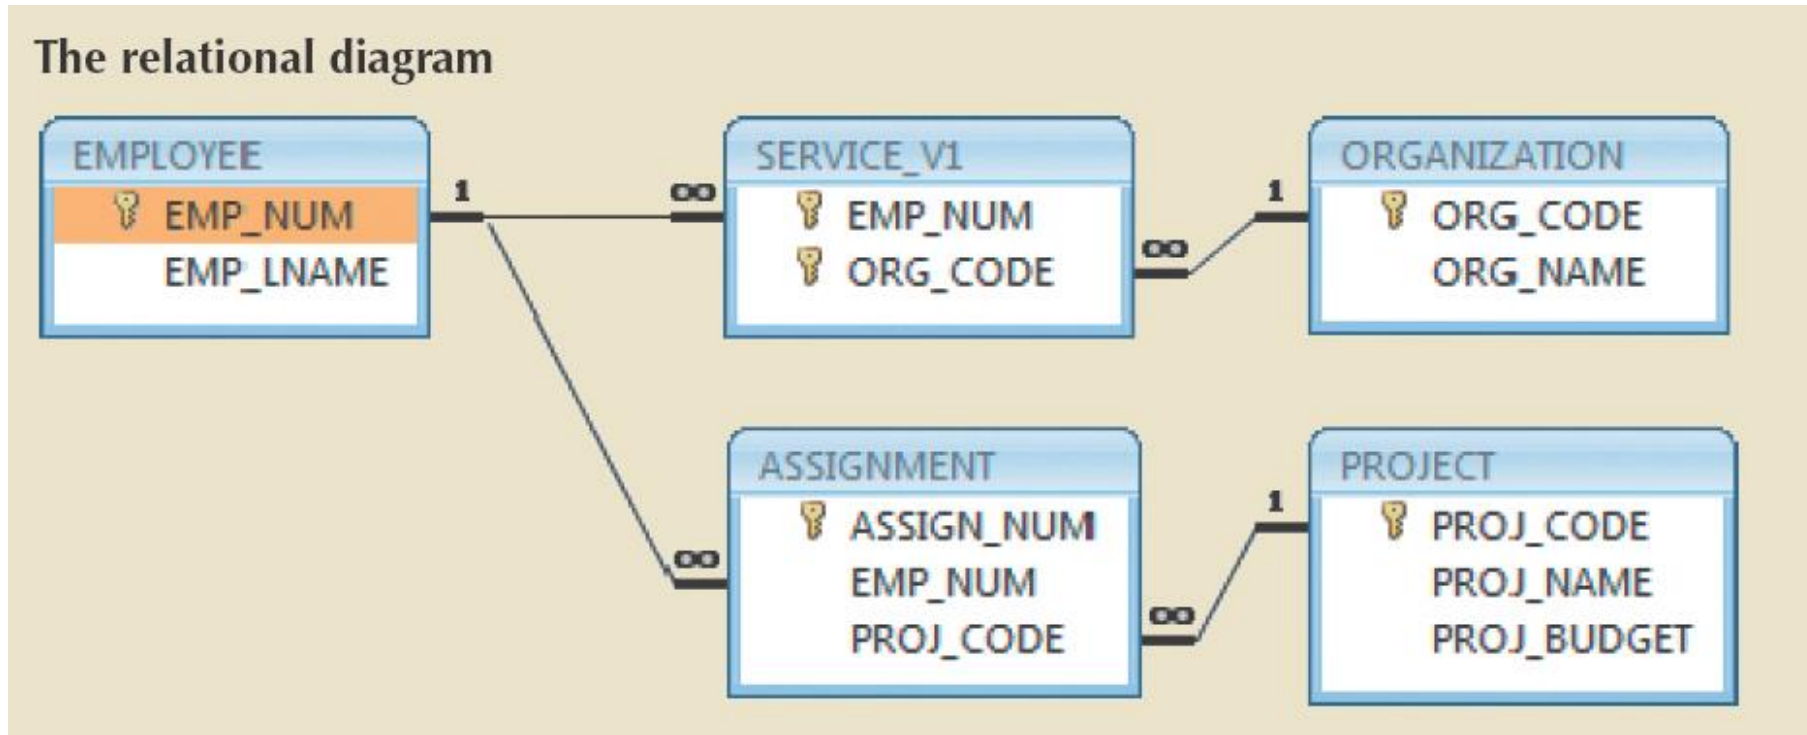 The relational diagram
EMPLOYEE
EMP_NUM
EMP_LNAME
1
∞
SERVICE_V1
EMP_NUM
ORG_CODE
∞
1
ORGANIZATION
ORG_CODE
ORG_NAME
∞
ASSIGNMENT
ASSIGN_NUM
EMP_NUM
PROJ_CODE
∞
1
PROJECT
PROJ_CODE
PROJ_NAME
PROJ_BUDGET